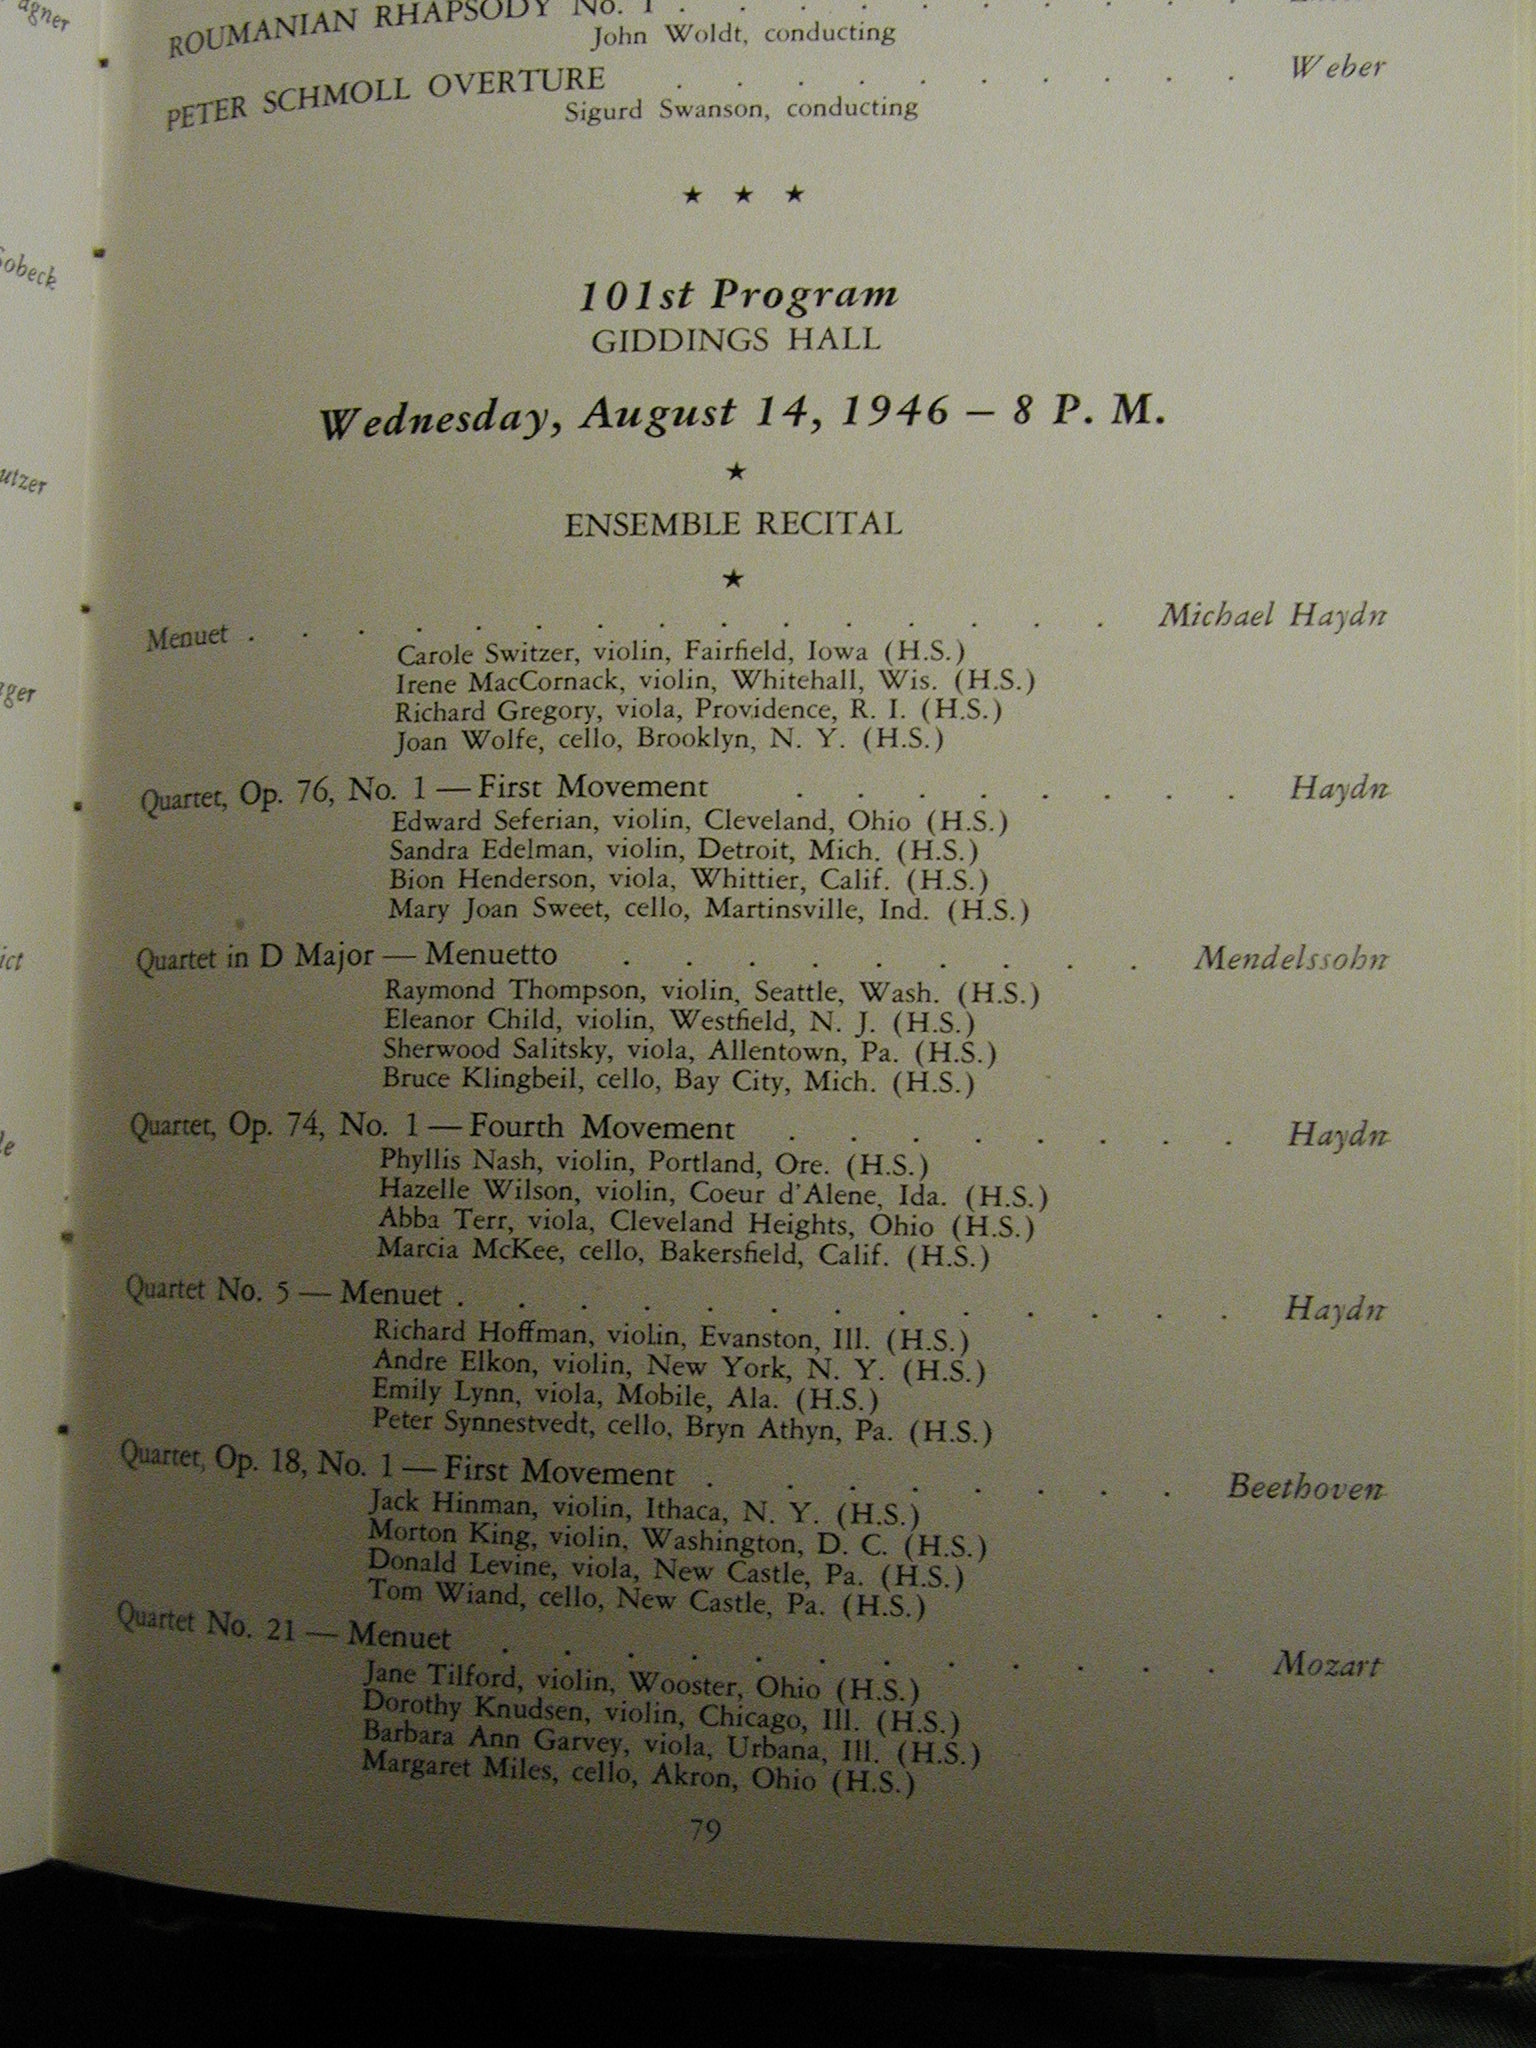 agner
ROUMANIAN RHAPSODY No. 1 . . . . . . . . . .
John Woldt, conducting
PETER SCHMOLL OVERTURE . . . . . . . . . . Weber
Sigurd Swanson, conducting
★ ★ ★
Sobeck
101st Program
GIDDINGS HALL
Wednesday, August 14, 1946 – 8 P. M.
★
utzer
ENSEMBLE RECITAL
★
Menuet . . . . . . . . . . . . . . . Michael Haydn
Carole Switzer, violin, Fairfield, Iowa (H.S.)
Irene MacCornack, violin, Whitehall, Wis. (H.S.)
Richard Gregory, viola, Providence, R. I. (H.S.)
Joan Wolfe, cello, Brooklyn, N. Y. (H.S.)
Quartet, Op. 76, No. 1 — First Movement . . . . . . . . Haydn
Edward Seferian, violin, Cleveland, Ohio (H.S.)
Sandra Edelman, violin, Detroit, Mich. (H.S.)
Bion Henderson, viola, Whittier, Calif. (H.S.)
Mary Joan Sweet, cello, Martinsville, Ind. (H.S.)
Quartet in D Major — Menuetto . . . . . . . . . Mendelssohn
Raymond Thompson, violin, Seattle, Wash. (H.S.)
Eleanor Child, violin, Westfield, N. J. (H.S.)
Sherwood Salitsky, viola, Allentown, Pa. (H.S.)
Bruce Klingbeil, cello, Bay City, Mich. (H.S.)
Quartet, Op. 74, No. 1 — Fourth Movement . . . . . . . . Haydn
Phyllis Nash, violin, Portland, Ore. (H.S.)
Hazelle Wilson, violin, Coeur d'Alene, Ida. (H.S.)
Abba Terr, viola, Cleveland Heights, Ohio (H.S.)
Marcia McKee, cello, Bakersfield, Calif. (H.S.)
Quartet No. 5 — Menuet . . . . . . . . . . . . . Haydn
Richard Hoffman, violin, Evanston, Ill. (H.S.)
Andre Elkon, violin, New York, N. Y. (H.S.)
Emily Lynn, viola, Mobile, Ala. (H.S.)
Peter Synnestvedt, cello, Bryn Athyn, Pa. (H.S.)
Quartet, Op. 18, No. 1 — First Movement . . . . . . . . Beethoven
Jack Hinman, violin, Ithaca, N. Y. (H.S.)
Morton King, violin, Washington, D. C. (H.S.)
Donald Levine, viola, New Castle, Pa. (H.S.)
Tom Wiand, cello, New Castle, Pa. (H.S.)
Quartet No. 21 — Menuet . . . . . . . . . . . . Mozart
Jane Tilford, violin, Wooster, Ohio (H.S.)
Dorothy Knudsen, violin, Chicago, Ill. (H.S.)
Barbara Ann Garvey, viola, Urbana, Ill. (H.S.)
Margaret Miles, cello, Akron, Ohio (H.S.)
79